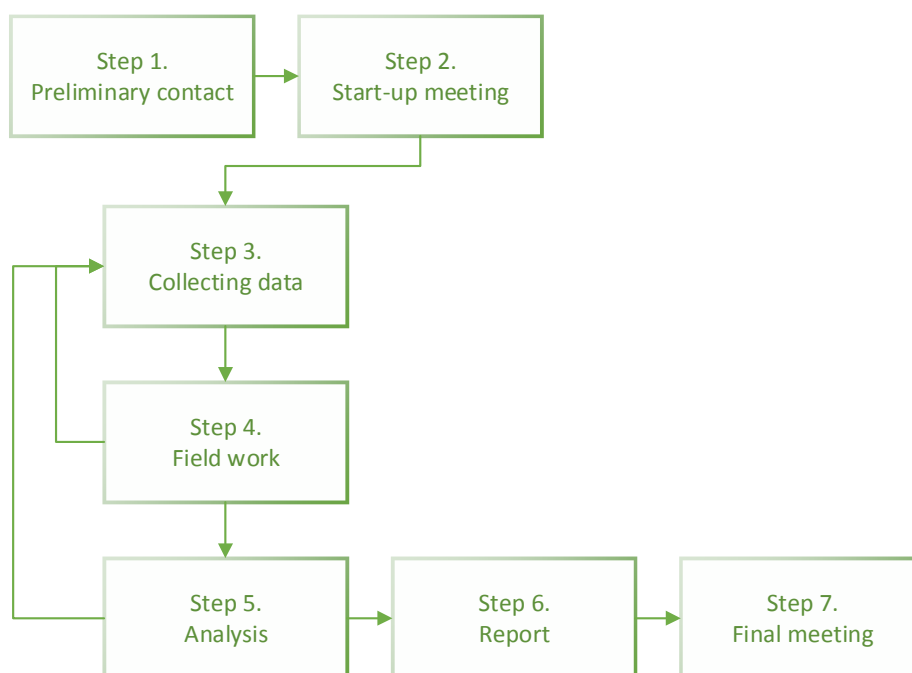 Step 1.
Preliminary contact
Step 2.
Start-up meeting
Step 3.
Collecting data
Step 4.
Field work
Step 5.
Analysis
Step 6.
Report
Step 7.
Final meeting